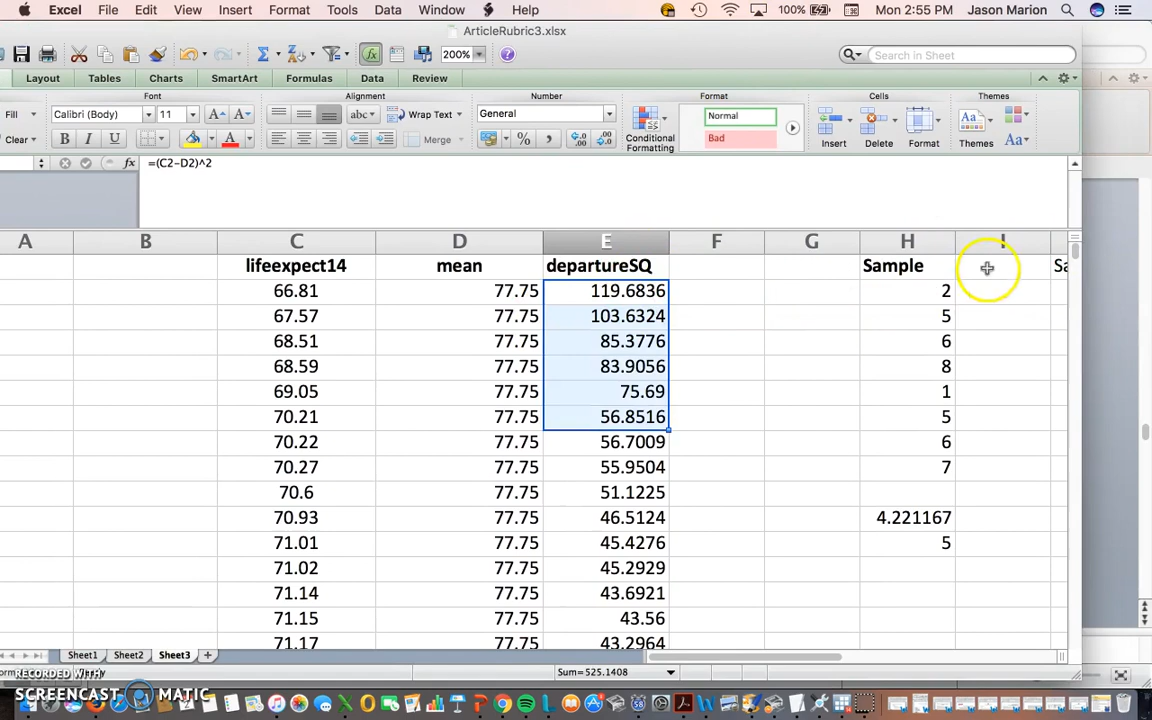 Excel File Edit View Insert Format Tools Data Window Help 100% Mon 2:55 PM Jason Marion
ArticleRubric3.xlsx
200% Search in Sheet
Layout Tables Charts SmartArt Formulas Data Review
Font Alignment Number Format Cells Themes
Fill Calibri (Body) 11 A A abc Wrap Text General Normal
Clear B I U A Merge % Conditional Formatting Bad Insert Delete Format Themes Aa
fx =(C2-D2)^2
A B C D E F G H I
lifeexpect14 mean departureSQ Sample Sa
66.81 77.75 119.6836 2
67.57 77.75 103.6324 5
68.51 77.75 85.3776 6
68.59 77.75 83.9056 8
69.05 77.75 75.69 1
70.21 77.75 56.8516 5
70.22 77.75 56.7009 6
70.27 77.75 55.9504 7
70.6 77.75 51.1225
70.93 77.75 46.5124 4.221167
71.01 77.75 45.4276 5
71.02 77.75 45.2929
71.14 77.75 43.6921
71.15 77.75 43.56
71.17 77.75 43.2964
Sheet1 Sheet2 Sheet3
Sum=525.1408
RECORDED WITH
SCREENCAST MATIC